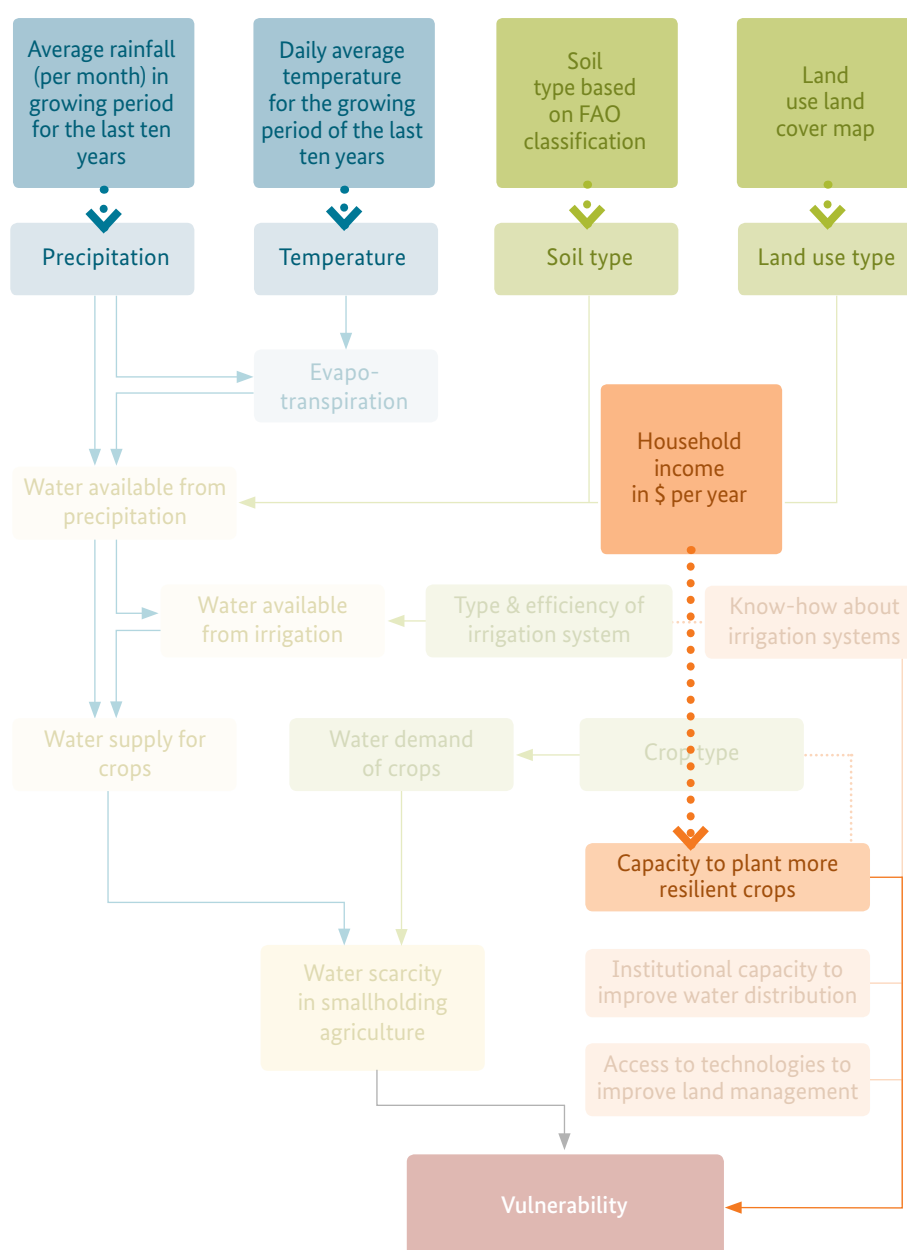 Average rainfall
(per month) in
growing period
for the last ten
years
Daily average
temperature
for the growing
period of the last
ten years
Soil
type based
on FAO
classification
Land
use land
cover map
Precipitation
Temperature
Soil type
Land use type
Evapo-
transpiration
Household
income
in $ per year
Water available from
precipitation
Water available
from irrigation
Type & efficiency of
irrigation system
Know-how about
irrigation systems
Water supply for
crops
Water demand
of crops
Crop type
Capacity to plant more
resilient crops
Water scarcity
in smallholding
agriculture
Institutional capacity to
improve water distribution
Access to technologies to
improve land management
Vulnerability